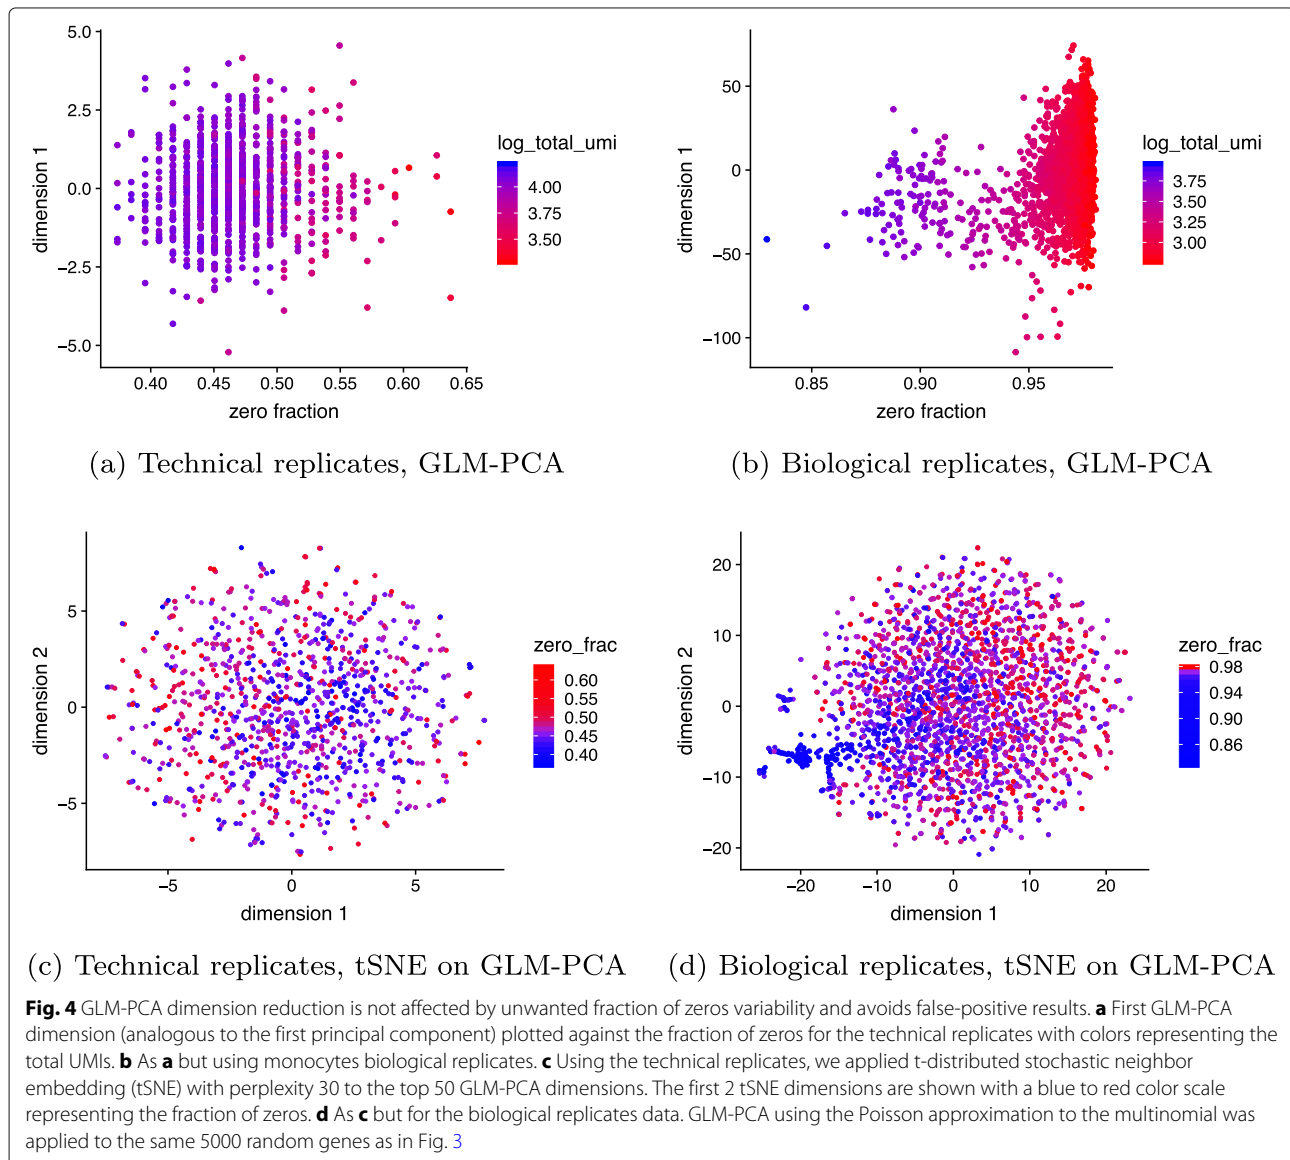 5.0
2.5
0.0
−2.5
−5.0
dimension 1
0.40 0.45 0.50 0.55 0.60 0.65
zero fraction
log_total_umi
4.00
3.75
3.50
(a) Technical replicates, GLM-PCA
50
0
−50
−100
dimension 1
0.85 0.90 0.95
zero fraction
log_total_umi
3.75
3.50
3.25
3.00
(b) Biological replicates, GLM-PCA
5
0
−5
dimension 2
−5 0 5
dimension 1
zero_frac
0.60
0.55
0.50
0.45
0.40
(c) Technical replicates, tSNE on GLM-PCA
20
10
0
−10
−20
dimension 2
−20 −10 0 10 20
dimension 1
zero_frac
0.98
0.94
0.90
0.86
(d) Biological replicates, tSNE on GLM-PCA
Fig. 4 GLM-PCA dimension reduction is not affected by unwanted fraction of zeros variability and avoids false-positive results. a First GLM-PCA
dimension (analogous to the first principal component) plotted against the fraction of zeros for the technical replicates with colors representing the
total UMIs. b As a but using monocytes biological replicates. c Using the technical replicates, we applied t-distributed stochastic neighbor
embedding (tSNE) with perplexity 30 to the top 50 GLM-PCA dimensions. The first 2 tSNE dimensions are shown with a blue to red color scale
representing the fraction of zeros. d As c but for the biological replicates data. GLM-PCA using the Poisson approximation to the multinomial was
applied to the same 5000 random genes as in Fig. 3